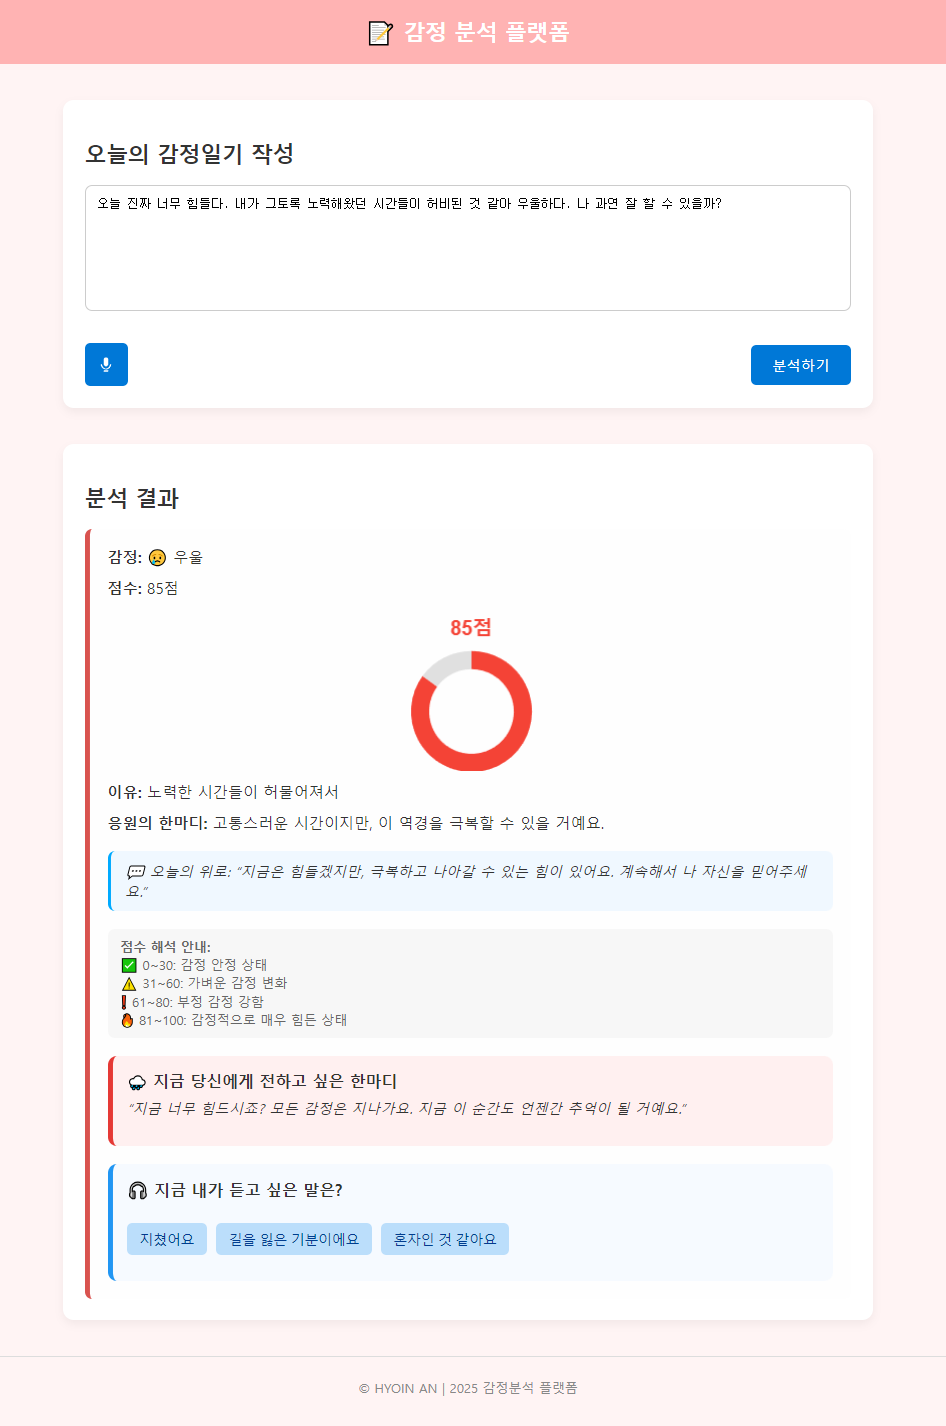 📝 감정 분석 플랫폼
오늘의 감정일기 작성
오늘 진짜 너무 힘들다. 내가 그토록 노력해왔던 시간들이 허비된 것 같아 우울하다. 나 과연 잘 할 수 있을까?
분석하기
분석 결과
감정: 😥 우울
점수: 85점
85점
이유: 노력한 시간들이 허물어져서
응원의 한마디: 고통스러운 시간이지만, 이 역경을 극복할 수 있을 거예요.
💬 오늘의 위로: “지금은 힘들겠지만, 극복하고 나아갈 수 있는 힘이 있어요. 계속해서 나 자신을 믿어주세
요.”
점수 해석 안내:
✅ 0~30: 감정 안정 상태
⚠️ 31~60: 가벼운 감정 변화
❗ 61~80: 부정 감정 강함
🔥 81~100: 감정적으로 매우 힘든 상태
🌧 지금 당신에게 전하고 싶은 한마디
“지금 너무 힘드시죠? 모든 감정은 지나가요. 지금 이 순간도 언젠간 추억이 될 거예요.”
🎧 지금 내가 듣고 싶은 말은?
지쳤어요 길을 잃은 기분이에요 혼자인 것 같아요
© HYOIN AN | 2025 감정분석 플랫폼